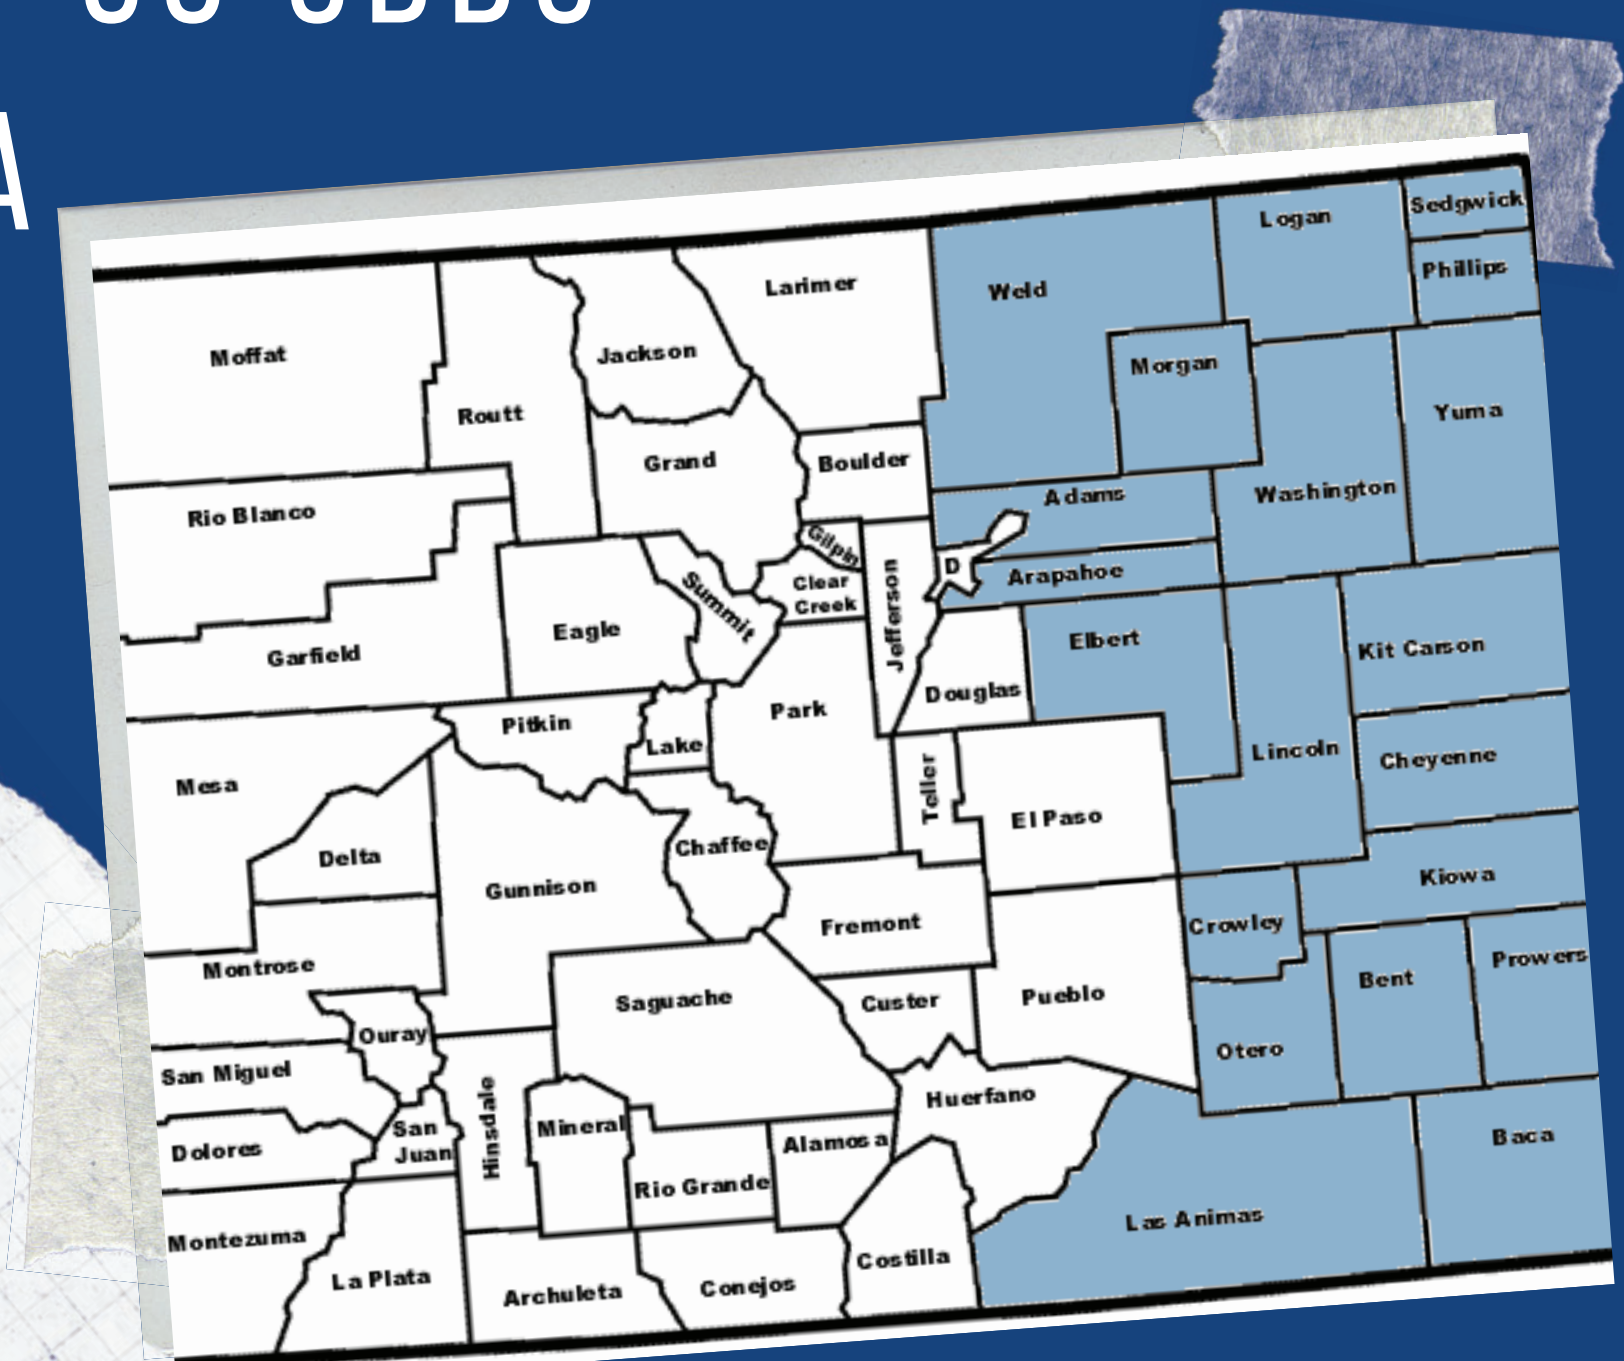 A
Sedgwick
Logan
Phillips
Larimer
Weld
Moffat
Jackson
Morgan
Routt
Yuma
Grand
Boulder
Rio Blanco
Adams
Washington
Gilpin
D
Arapahoe
Clear
Creek
Summit
Jefferson
Eagle
Elbert
Kit Carson
Garfield
Douglas
Park
Pitkin
Lake
Lincoln
Cheyenne
Mesa
Teller
El Paso
Delta
Chaffee
Gunnison
Kiowa
Fremont
Crowley
Montrose
Prowers
Bent
Saguache
Custer
Pueblo
Ouray
Otero
San Miguel
Hinsdale
Huerfano
Mineral
San
Juan
Alamosa
Dolores
Baca
Rio Grande
Las Animas
Montezuma
La Plata
Costilla
Archuleta
Conejos